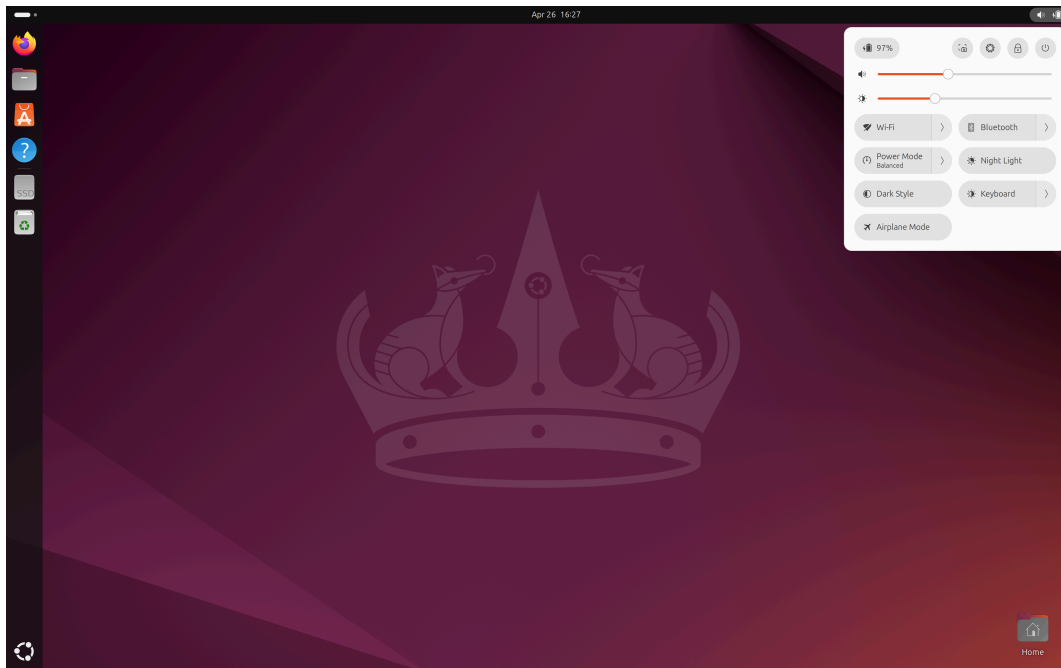 Apr 26 16:27
97%
Wi-Fi
Bluetooth
Power Mode
Balanced
Night Light
Dark Style
Keyboard
Airplane Mode
?
SSD
Home